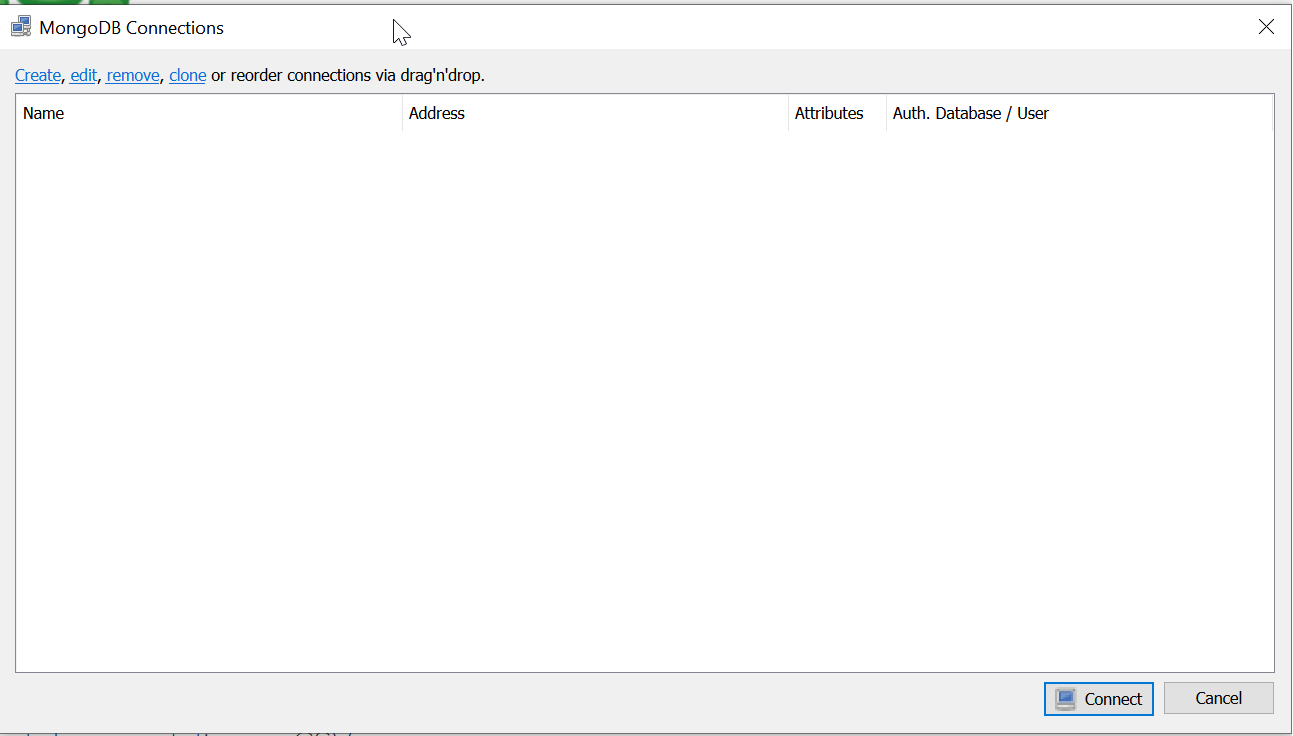 MongoDB Connections
Create, edit, remove, clone or reorder connections via drag'n'drop.
Name Address Attributes Auth. Database / User
Connect Cancel